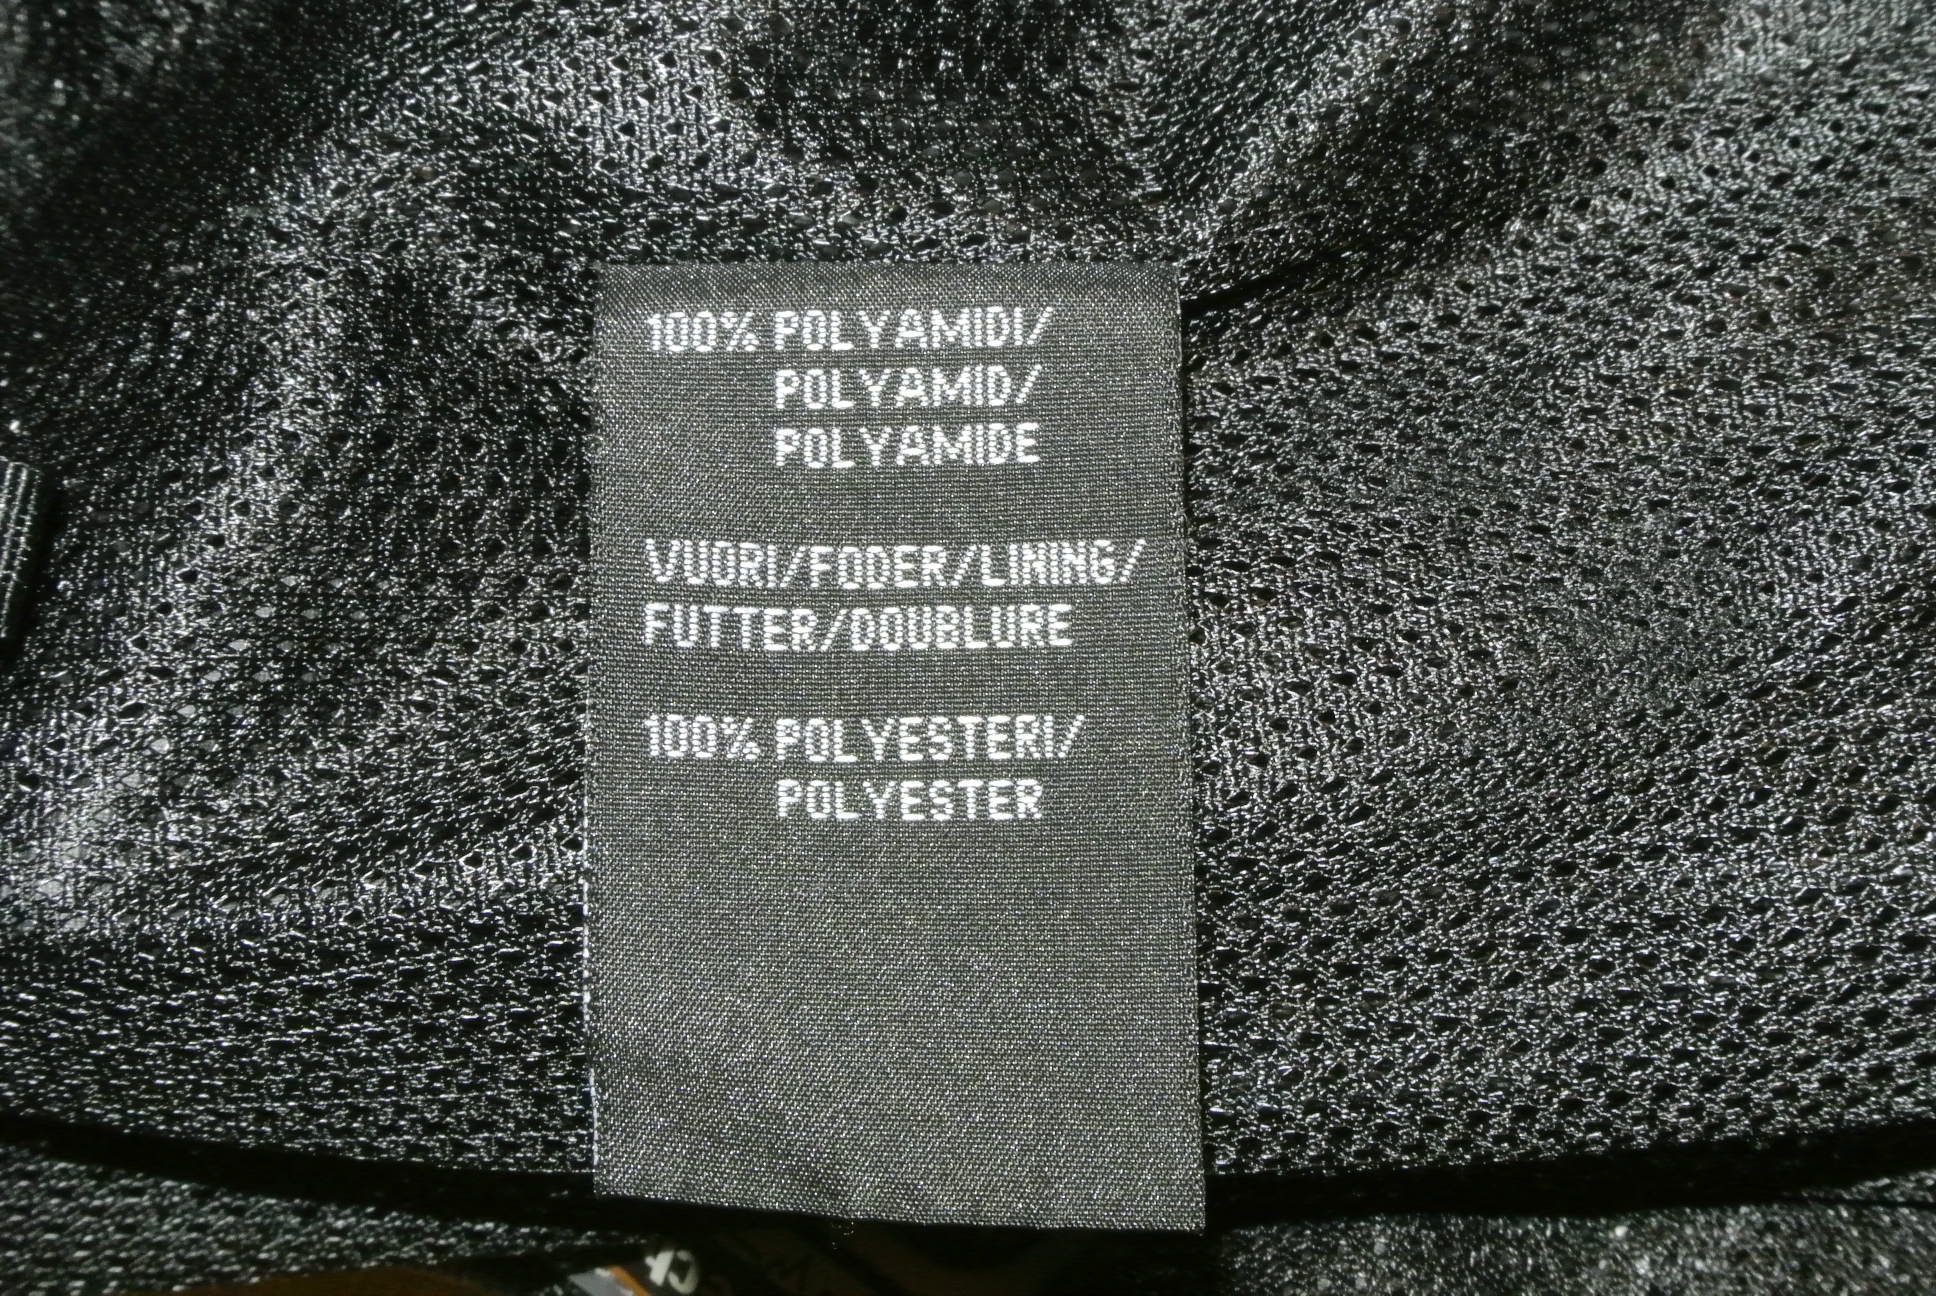 100% POLYAMIDI/
POLYAMID/
POLYAMIDE
VUORI/FODER/LINING/
FUTTER/DOUBLURE
100% POLYESTERI/
POLYESTER